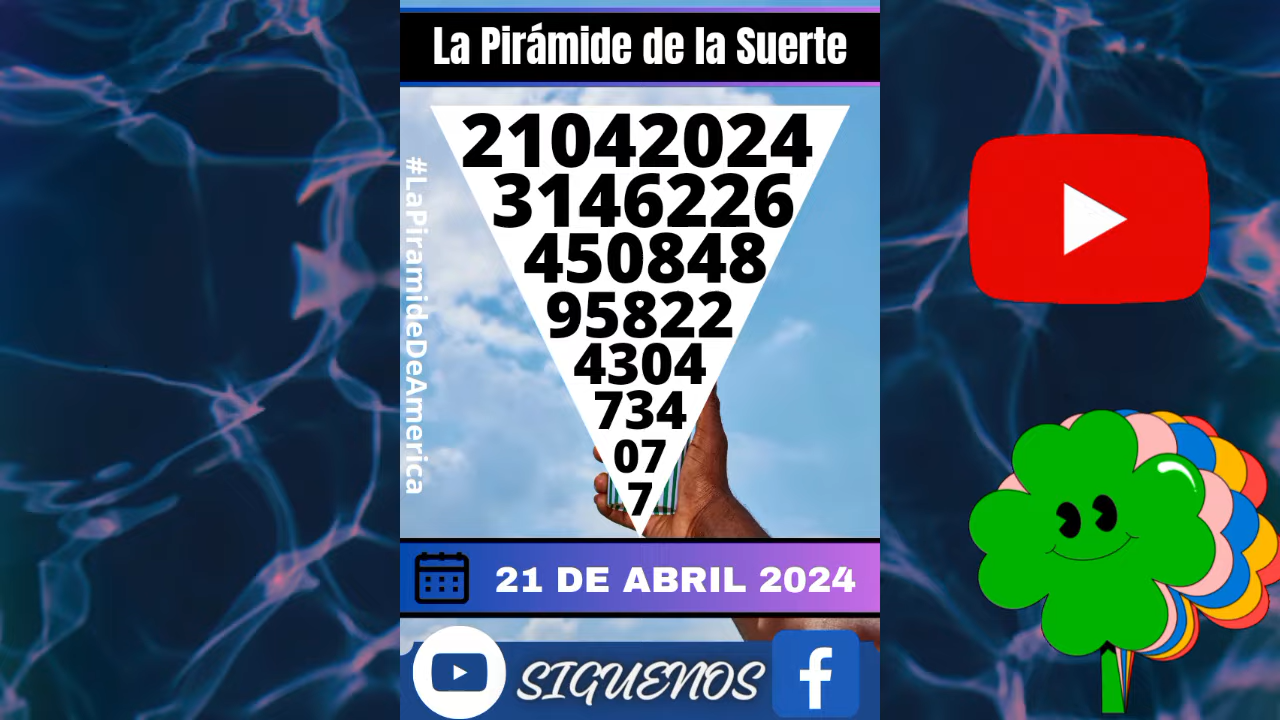 La Pirámide de la Suerte
21042024
3146226
450848
95822
4304
734
07
7
#LaPiramideDeAmerica
21 DE ABRIL 2024
SIGUENOS